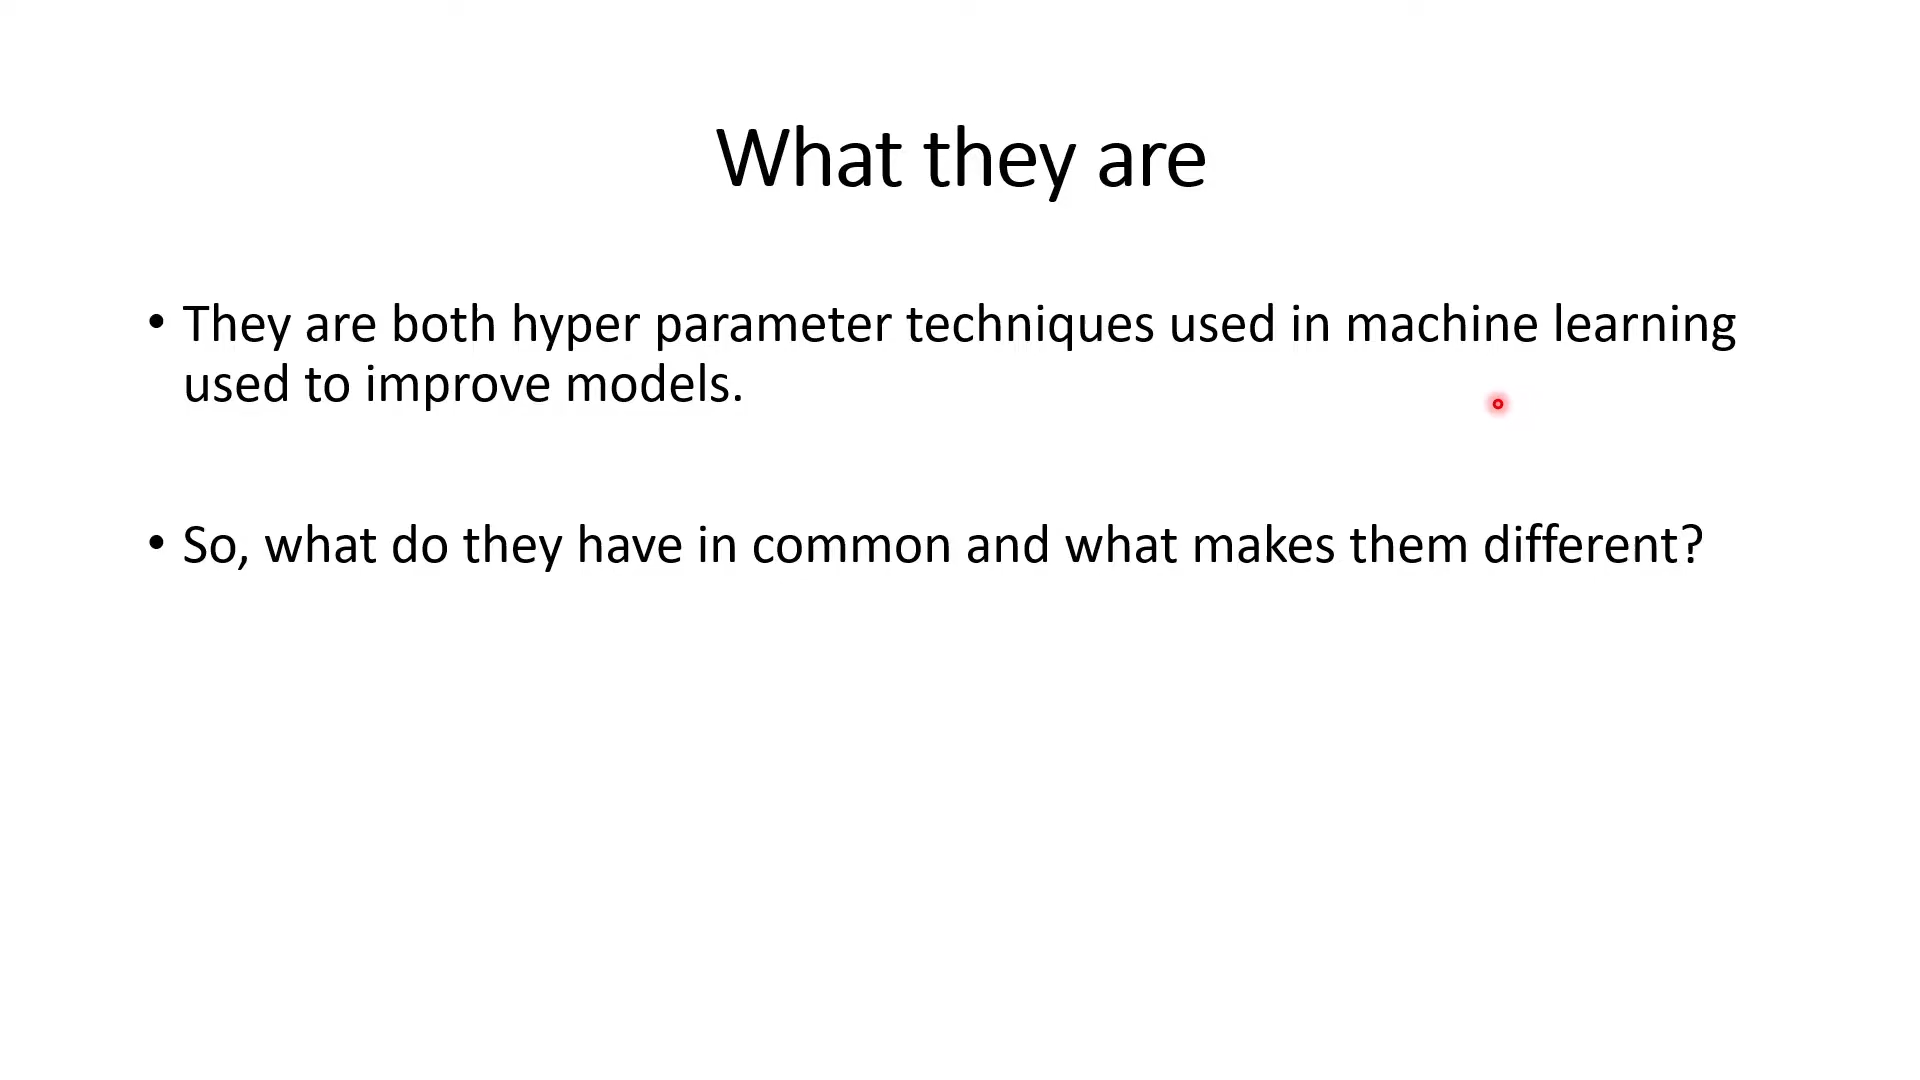 What they are
• They are both hyper parameter techniques used in machine learning
used to improve models.
• So, what do they have in common and what makes them different?